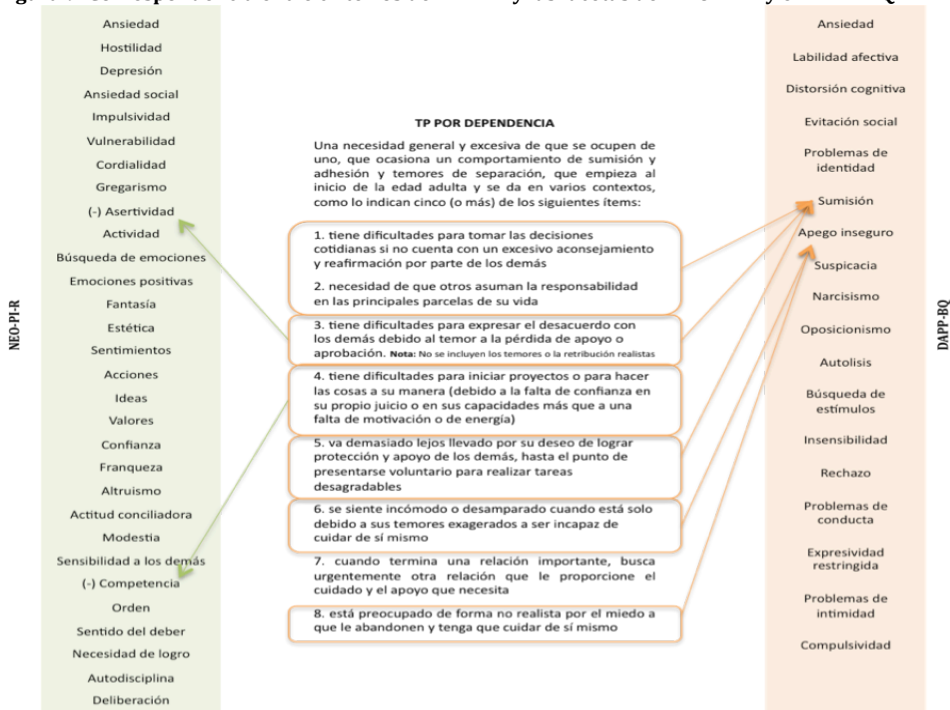 NEO-PI-R
Ansiedad
Hostilidad
Depresión
Ansiedad social
Impulsividad
Vulnerabilidad
Cordialidad
Gregarismo
(-) Asertividad
Actividad
Búsqueda de emociones
Emociones positivas
Fantasía
Estética
Sentimientos
Acciones
Ideas
Valores
Confianza
Franqueza
Altruismo
Actitud conciliadora
Modestia
Sensibilidad a los demás
(-) Competencia
Orden
Sentido del deber
Necesidad de logro
Autodisciplina
Deliberación
TP POR DEPENDENCIA
Una necesidad general y excesiva de que se ocupen de
uno, que ocasiona un comportamiento de sumisión y
adhesión y temores de separación, que empieza al
inicio de la edad adulta y se da en varios contextos,
como lo indican cinco (o más) de los siguientes ítems:
1. tiene dificultades para tomar las decisiones
cotidianas si no cuenta con un excesivo aconsejamiento
y reafirmación por parte de los demás
2. necesidad de que otros asuman la responsabilidad
en las principales parcelas de su vida
3. tiene dificultades para expresar el desacuerdo con
los demás debido al temor a la pérdida de apoyo o
aprobación. Nota: No se incluyen los temores o la retribución realistas
4. tiene dificultades para iniciar proyectos o para hacer
las cosas a su manera (debido a la falta de confianza en
su propio juicio o en sus capacidades más que a una
falta de motivación o de energía)
5. va demasiado lejos llevado por su deseo de lograr
protección y apoyo de los demás, hasta el punto de
presentarse voluntario para realizar tareas
desagradables
6. se siente incómodo o desamparado cuando está solo
debido a sus temores exagerados a ser incapaz de
cuidar de sí mismo
7. cuando termina una relación importante, busca
urgentemente otra relación que le proporcione el
cuidado y el apoyo que necesita
8. está preocupado de forma no realista por el miedo a
que le abandonen y tenga que cuidar de sí mismo
Ansiedad
Labilidad afectiva
Distorsión cognitiva
Evitación social
Problemas de
identidad
Sumisión
Apego inseguro
Suspicacia
Narcisismo
Oposicionismo
Autolisis
Búsqueda de
estímulos
Insensibilidad
Rechazo
Problemas de
conducta
Expresividad
restringida
Problemas de
intimidad
Compulsividad
DAPP-BQ